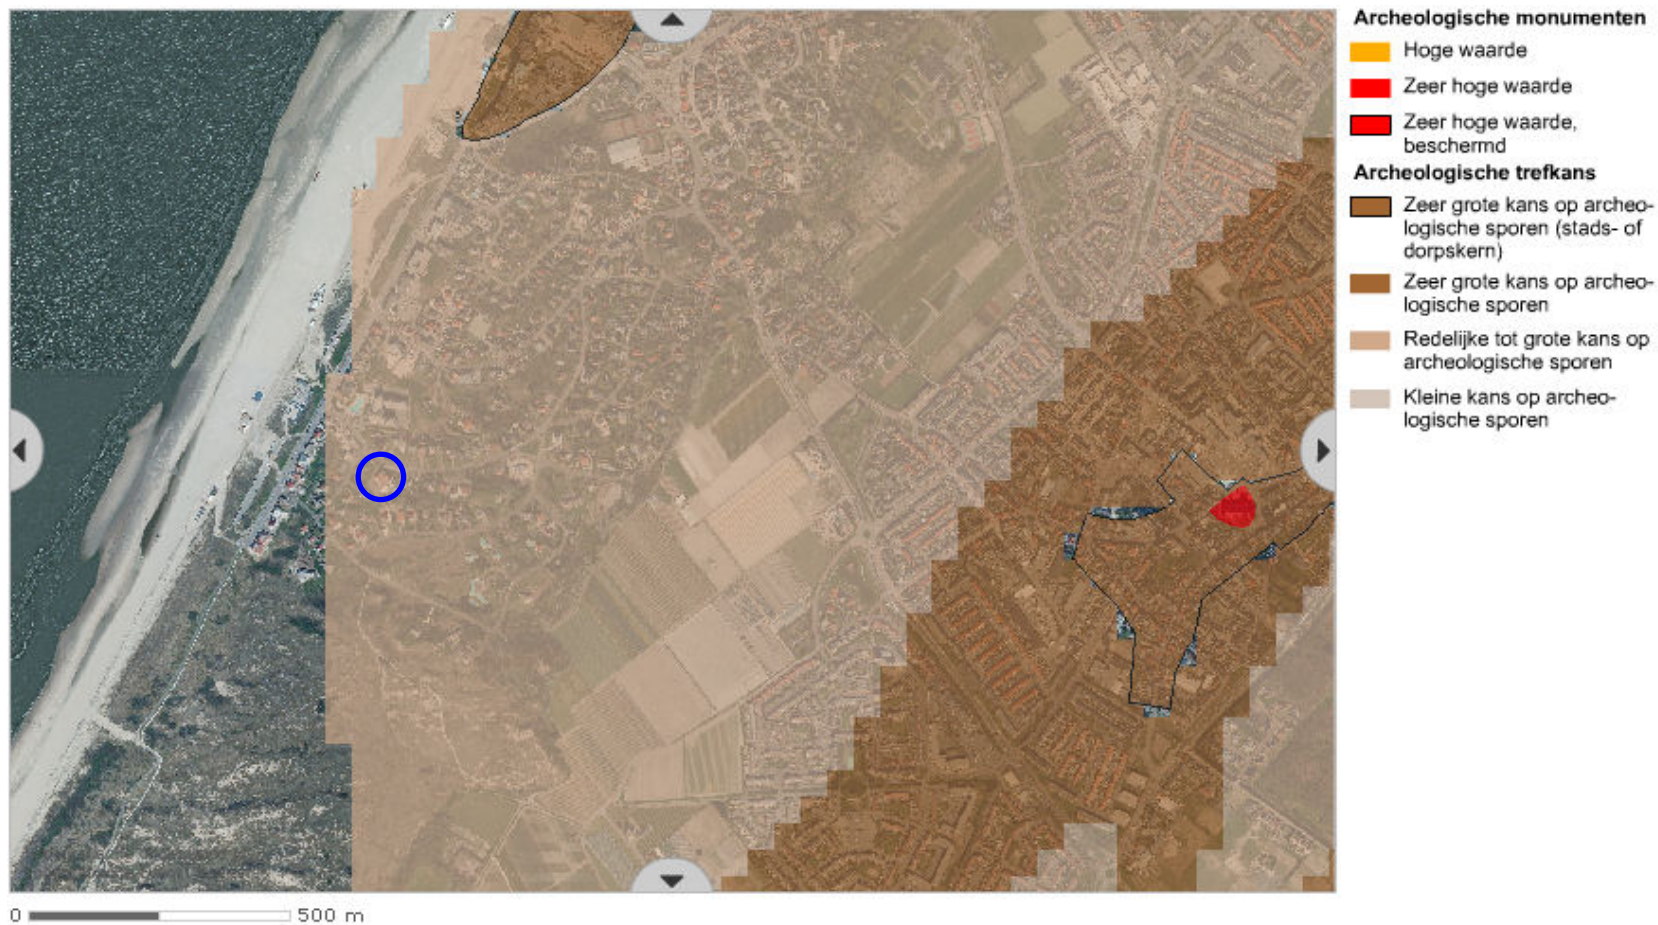 Archeologische monumenten
Hoge waarde
Zeer hoge waarde
Zeer hoge waarde,
beschermd
Archeologische trefkans
Zeer grote kans op archeo-
logische sporen (stads- of
dorpskern)
Zeer grote kans op archeo-
logische sporen
Redelijke tot grote kans op
archeologische sporen
Kleine kans op archeo-
logische sporen
0 500 m